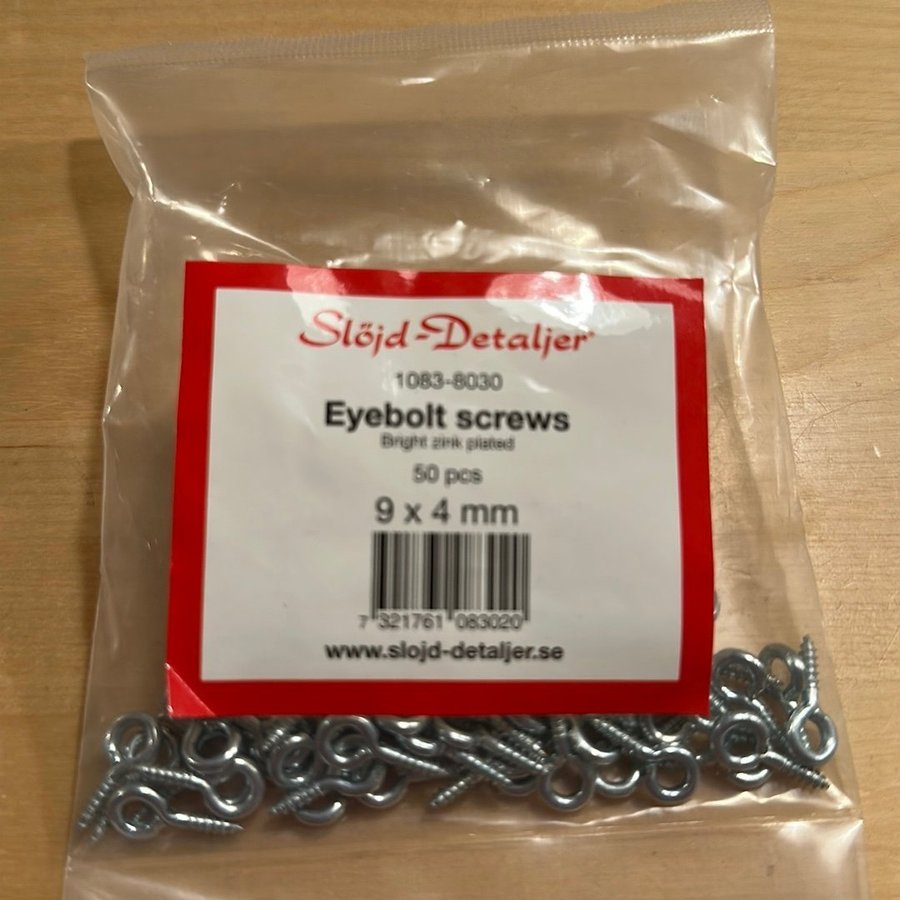 Slöjd-Detaljer
1083-8030
Eyebolt screws
Bright zink plated
50 pcs
9 x 4 mm
7 321761 083020
www.slojd-detaljer.se